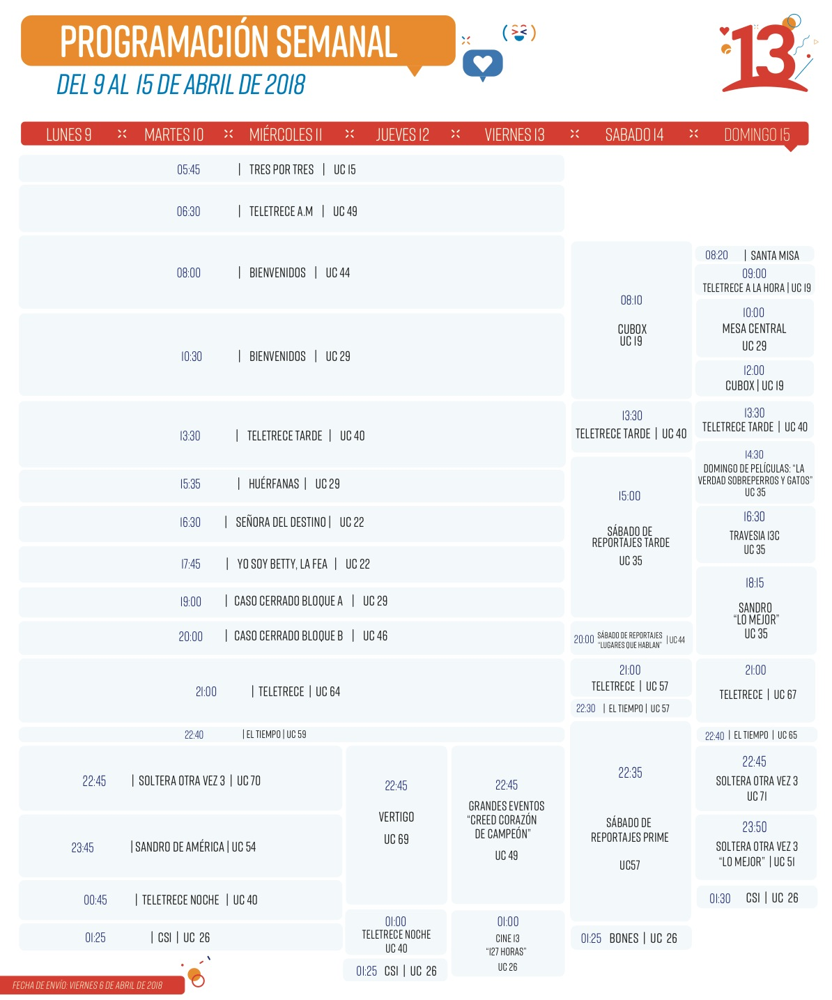 PROGRAMACIÓN SEMANAL
DEL 9 AL 15 DE ABRIL DE 2018
13
LUNES 9 MARTES 10 MIÉRCOLES 11 JUEVES 12 VIERNES 13 SABADO 14 DOMINGO 15
05:45 | TRES POR TRES | UC 15
06:30 | TELETRECE A.M | UC 49
08:00 | BIENVENIDOS | UC 44
10:30 | BIENVENIDOS | UC 29
13:30 | TELETRECE TARDE | UC 40
15:35 | HUÉRFANAS | UC 29
16:30 | SEÑORA DEL DESTINO | UC 22
17:45 | YO SOY BETTY, LA FEA | UC 22
19:00 | CASO CERRADO BLOQUE A | UC 29
20:00 | CASO CERRADO BLOQUE B | UC 46
21:00 | TELETRECE | UC 64
22:40 | EL TIEMPO | UC 59
22:45 | SOLTERA OTRA VEZ 3 | UC 70
23:45 | SANDRO DE AMÉRICA | UC 54
00:45 | TELETRECE NOCHE | UC 40
01:25 | CSI | UC 26
22:45
VERTIGO
UC 69
01:00
TELETRECE NOCHE
UC 40
01:25 CSI | UC 26
22:45
GRANDES EVENTOS
“CREED CORAZÓN
DE CAMPEÓN”
UC 49
01:00
CINE 13
“127 HORAS”
UC 26
08:10
CUBOX
UC 19
13:30
TELETRECE TARDE | UC 40
15:00
SÁBADO DE
REPORTAJES TARDE
UC 35
20:00 SÁBADO DE REPORTAJES | UC 44
“LUGARES QUE HABLAN”
21:00
TELETRECE | UC 57
22:30 | EL TIEMPO | UC 57
22:35
SÁBADO DE
REPORTAJES PRIME
UC57
01:25 BONES | UC 26
08:20 | SANTA MISA
09:00
TELETRECE A LA HORA | UC 19
10:00
MESA CENTRAL
UC 29
12:00
CUBOX | UC 19
13:30
TELETRECE TARDE | UC 40
14:30
DOMINGO DE PELÍCULAS: “LA
VERDAD SOBREPERROS Y GATOS”
UC 35
16:30
TRAVESIA 13C
UC 35
18:15
SANDRO
“LO MEJOR”
UC 35
21:00
TELETRECE | UC 67
22:40 | EL TIEMPO | UC 65
22:45
SOLTERA OTRA VEZ 3
UC 71
23:50
SOLTERA OTRA VEZ 3
“LO MEJOR” | UC 51
01:30 CSI | UC 26
FECHA DE ENVÍO: VIERNES 6 DE ABRIL DE 2018